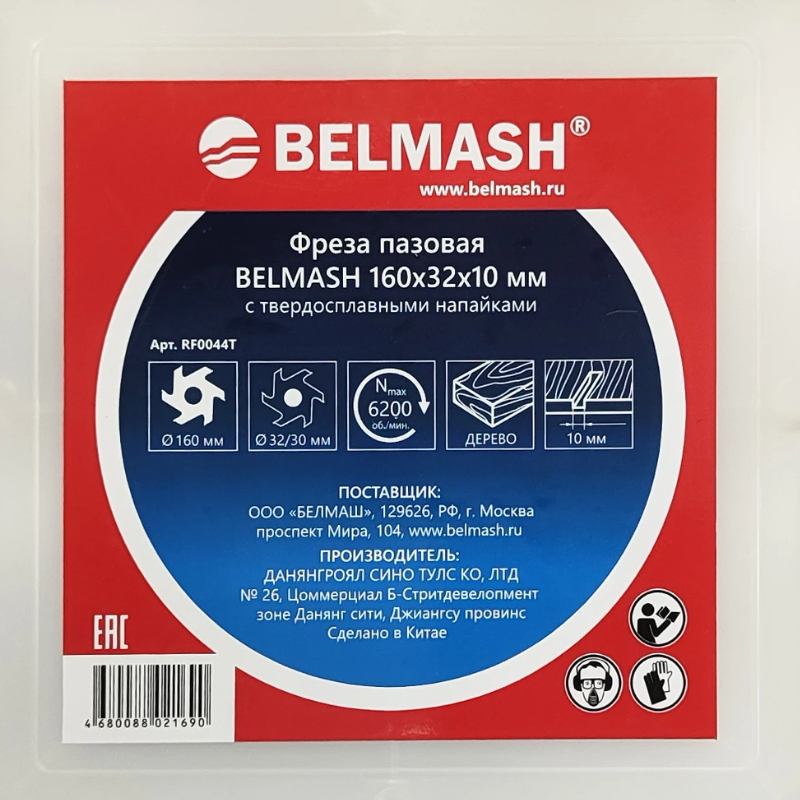 BELMASH®
www.belmash.ru
Фреза пазовая
BELMASH 160x32x10 мм
с твердосплавными напайками
Арт. RF0044T
Ø 160 мм
Ø 32/30 мм
Nmax
6200
об./мин.
ДЕРЕВО
10 мм
ПОСТАВЩИК:
ООО «БЕЛМАШ», 129626, РФ, г. Москва
проспект Мира, 104, www.belmash.ru
ПРОИЗВОДИТЕЛЬ:
ДАНЯНГРОЯЛ СИНО ТУЛС КО, ЛТД
№ 26, Цоммерциал Б-Стритдевелопмент
зоне Данянг сити, Джиангсу провинс
Сделано в Китае
EAC
4 680088 021690